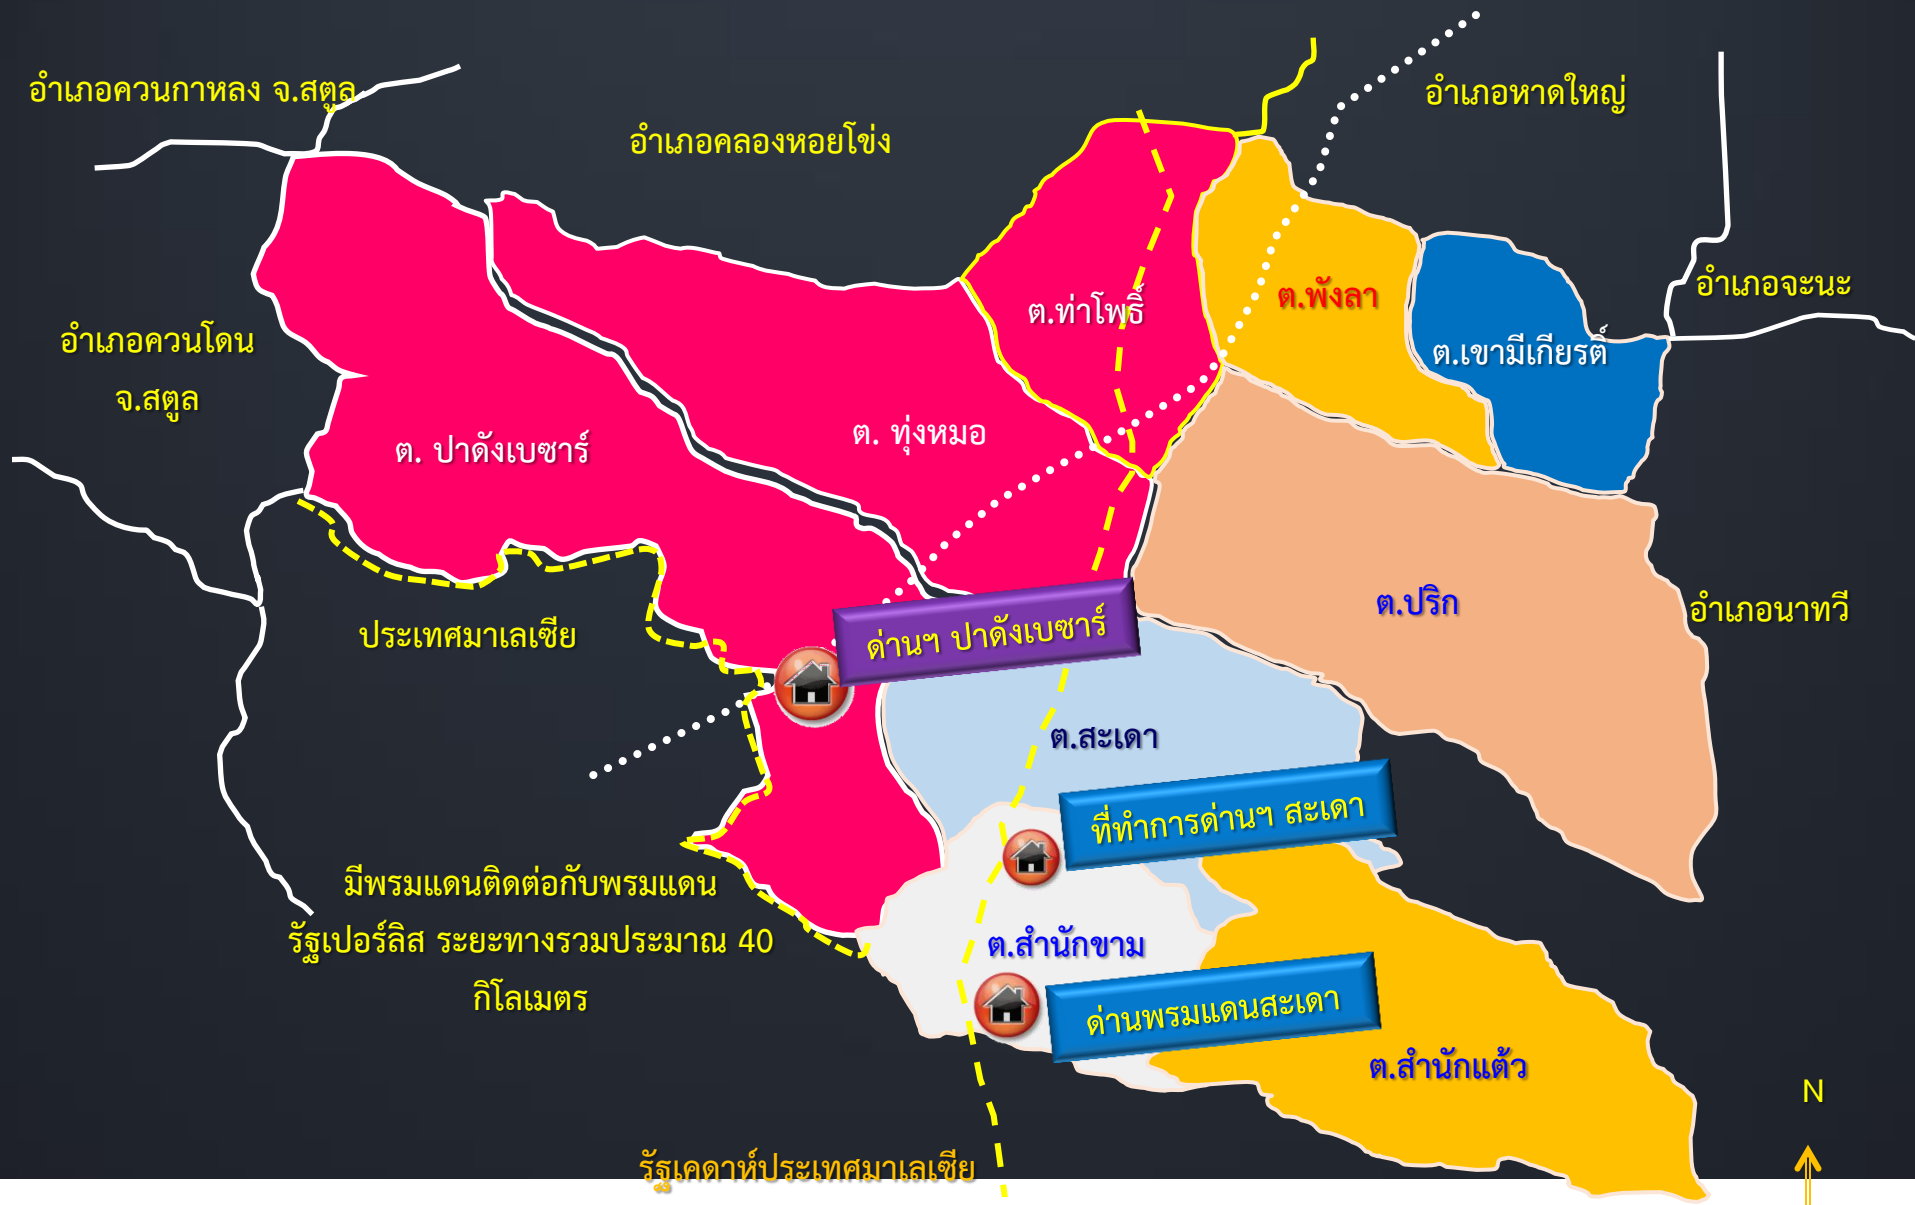 อำเภอควนกาหลง จ.สตูล
อำเภอคลองหอยโข่ง
อำเภอหาดใหญ่
อำเภอจะนะ
ต.ท่าโพธิ์
ต.พังลา
ต.เขามีเกียรติ์
อำเภอควนโดน
จ.สตูล
ต. ปาดังเบซาร์
ต. ทุ่งหมอ
ต.ปริก
อำเภอนาทวี
ประเทศมาเลเซีย
ด่านฯ ปาดังเบซาร์
ต.สะเดา
ที่ทำการด่านฯ สะเดา
มีพรมแดนติดต่อกับพรมแดน
รัฐเปอร์ลิส ระยะทางรวมประมาณ 40
กิโลเมตร
ต.สำนักขาม
ด่านพรมแดนสะเดา
ต.สำนักแต้ว
N
รัฐเคดาห์ประเทศมาเลเซีย